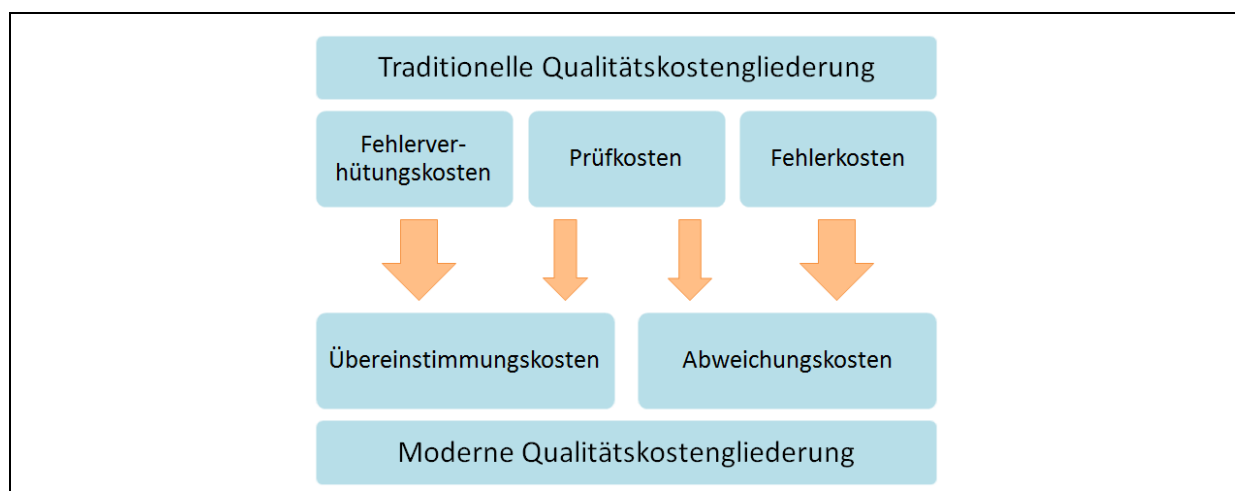 Traditionelle Qualitätskostengliederung
Fehlerver-
hütungskosten
Prüfkosten
Fehlerkosten
Übereinstimmungskosten
Abweichungskosten
Moderne Qualitätskostengliederung